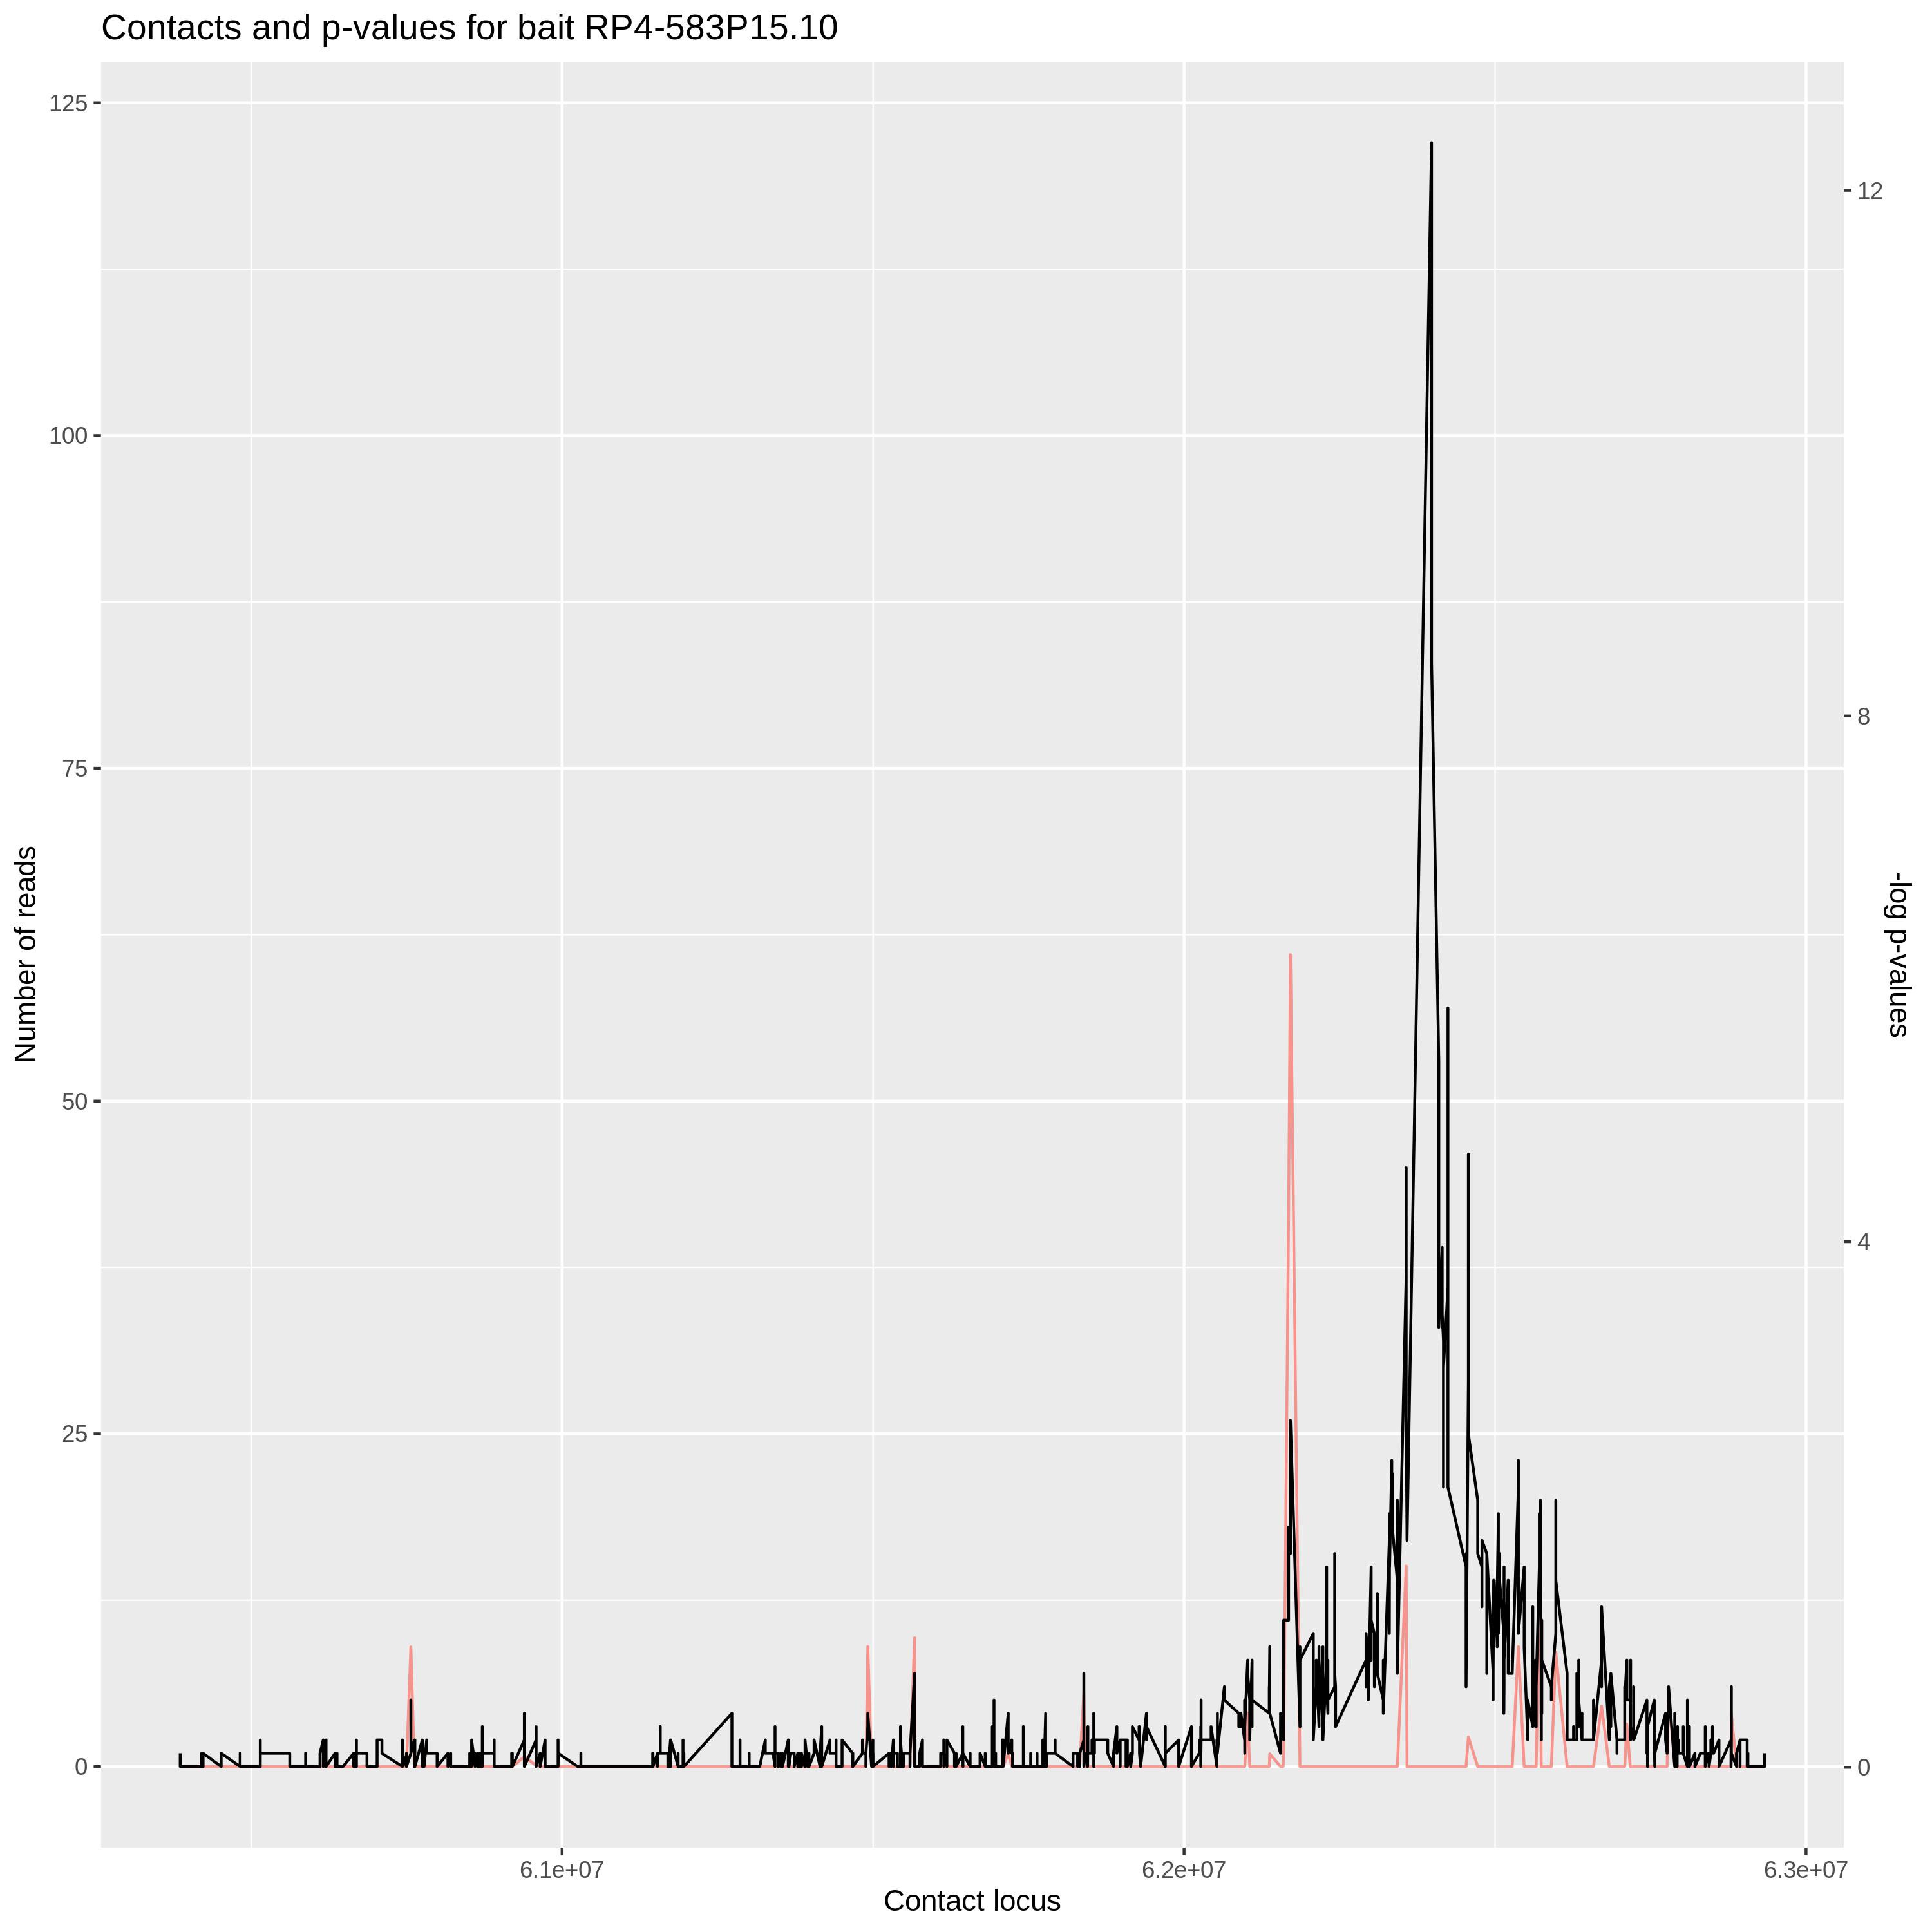 Contacts and p-values for bait RP4-583P15.10
125
100
75
50
25
0
12
8
4
0
Number of reads
-log p-values
6.1e+07
6.2e+07
6.3e+07
Contact locus